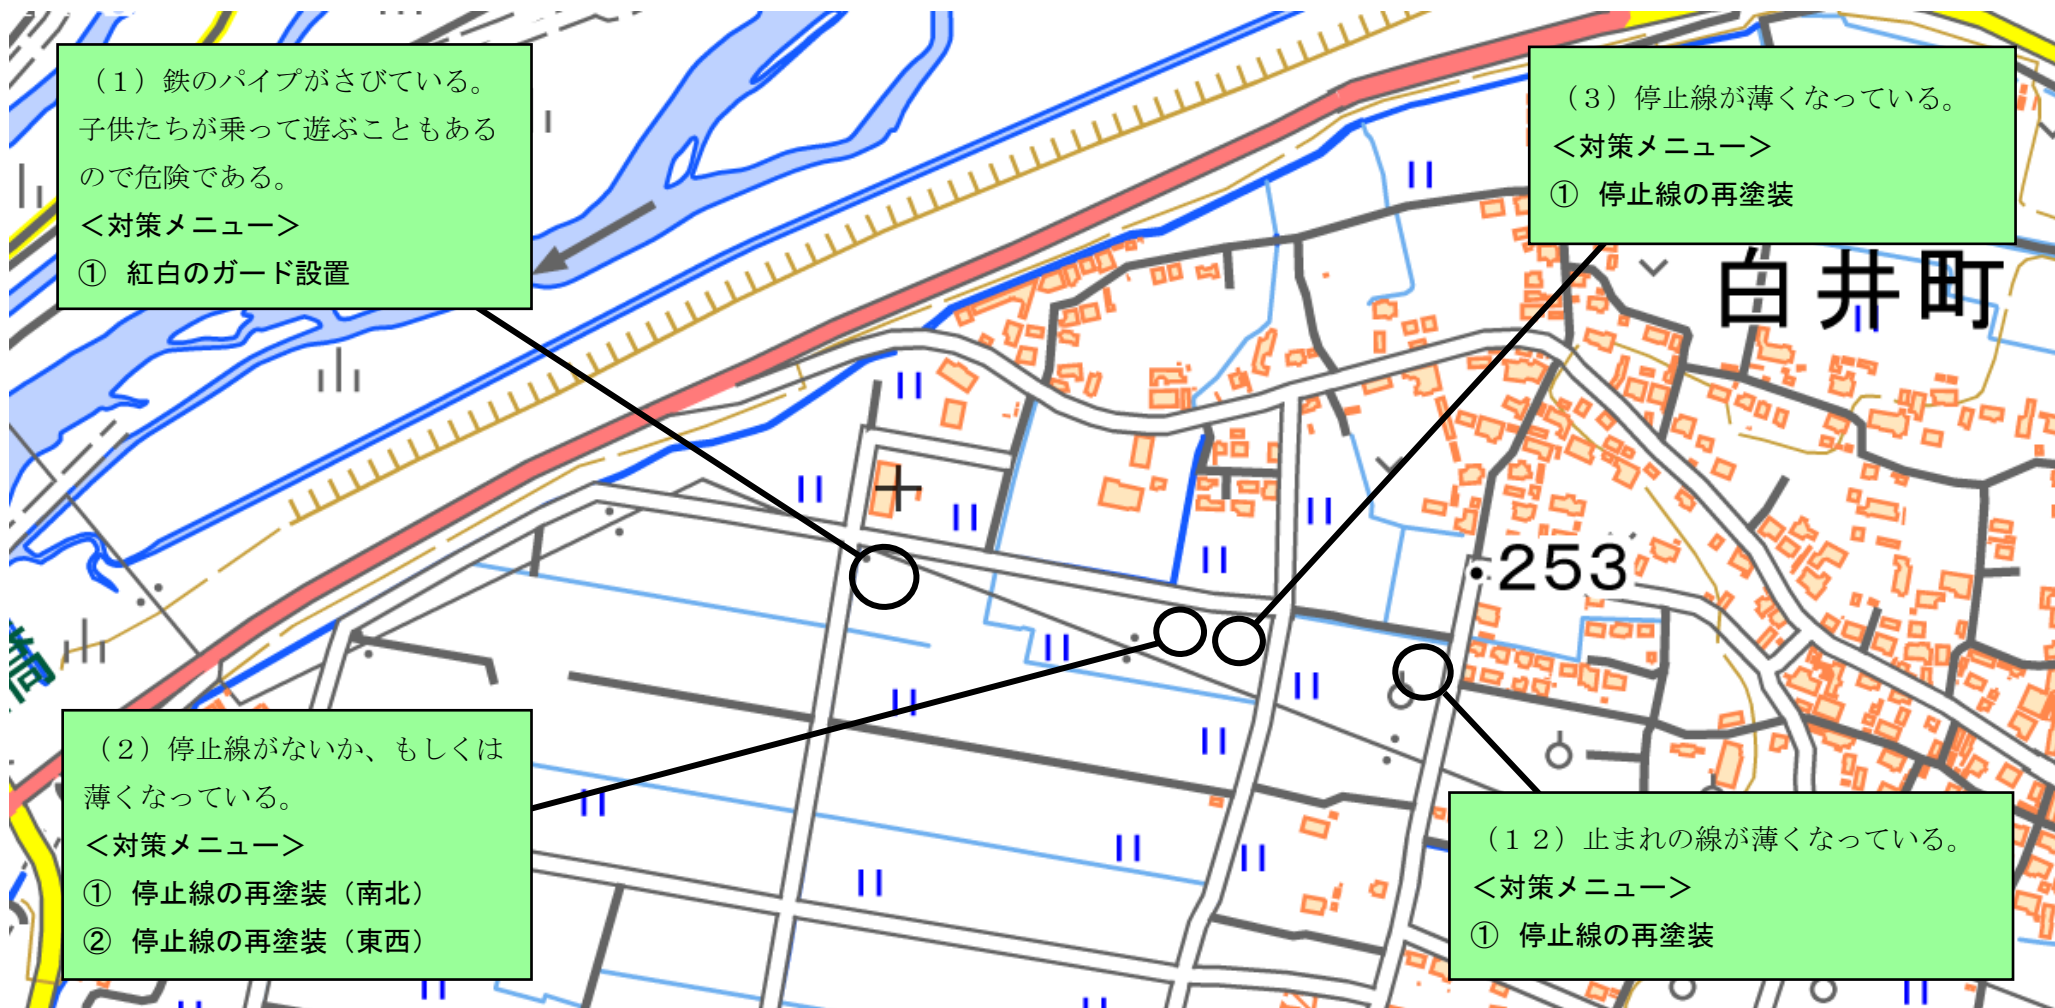 （１）鉄のパイプがさびている。
子供たちが乗って遊ぶこともある
ので危険である。
＜対策メニュー＞
①　紅白のガード設置
（３）停止線が薄くなっている。
＜対策メニュー＞
①　停止線の再塗装
白井町
253
（２）停止線がないか、もしくは
薄くなっている。
＜対策メニュー＞
①　停止線の再塗装（南北）
②　停止線の再塗装（東西）
（１２）止まれの線が薄くなっている。
＜対策メニュー＞
①　停止線の再塗装